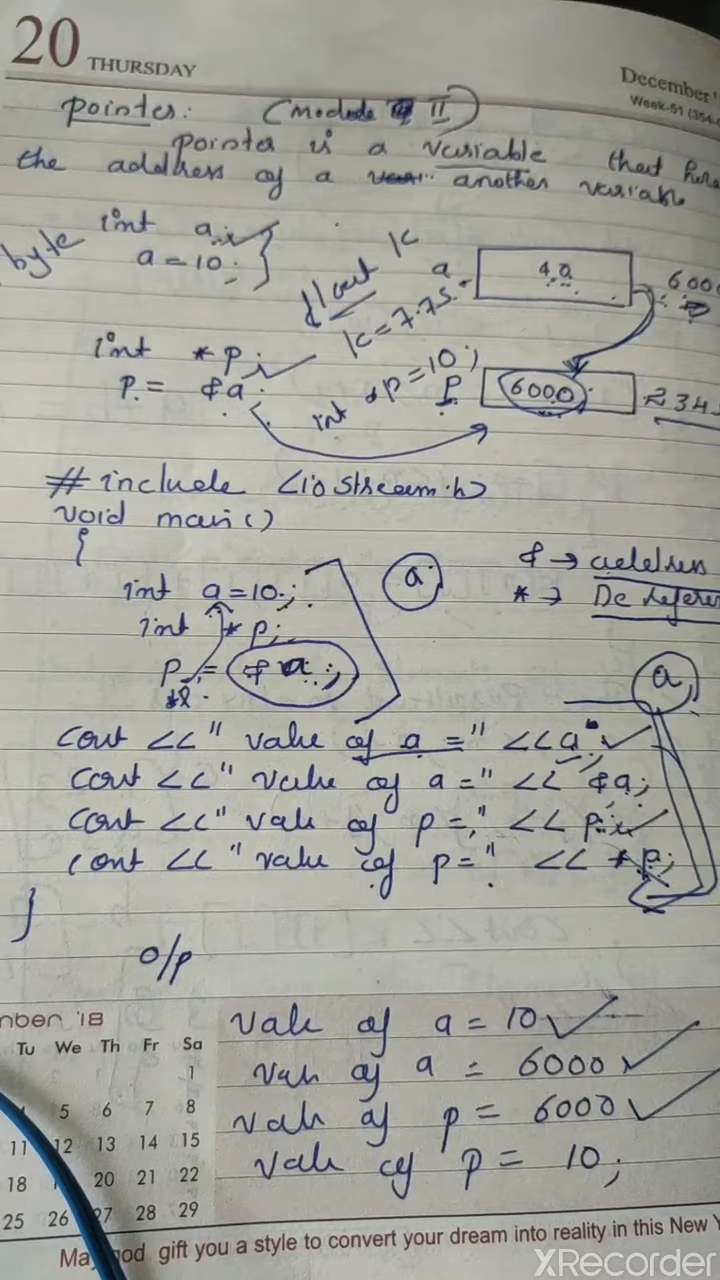 20 THURSDAY
December '
Week-51 (354-
pointer: (Module II)
pointer is a variable that
the address of a another variable
byte
int a;
a = 10;
float k
k = 7.75
a
600
int *p;
p = &a;
int *p = 10;
P
6000
234
# include <iostream.h>
void main()
{
int a = 10;
int *p;
p = &a;
a
& → address
* → De refere
a
cout << " value of a =" << a;
cout << " value of a =" << &a;
cout << " value of p =" << p;
cout << " value of p =" << *p;
}
o/p
value of a = 10
value of a = 6000
value of p = 6000
value of p = 10;
mber '18
Tu We Th Fr Sa
1
5 6 7 8
11 12 13 14 15
18 20 21 22
25 26 27 28 29
May god gift you a style to convert your dream into reality in this New Y
XRecorder